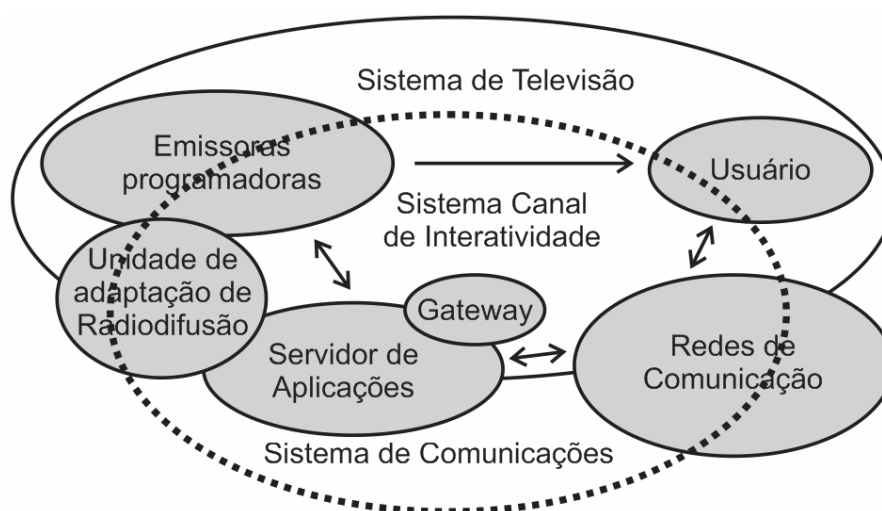 Sistema de Televisão
Emissoras
programadoras
Usuário
Sistema Canal
de Interatividade
Unidade de
adaptação de
Radiodifusão
Gateway
Servidor de
Aplicações
Redes de
Comunicação
Sistema de Comunicações